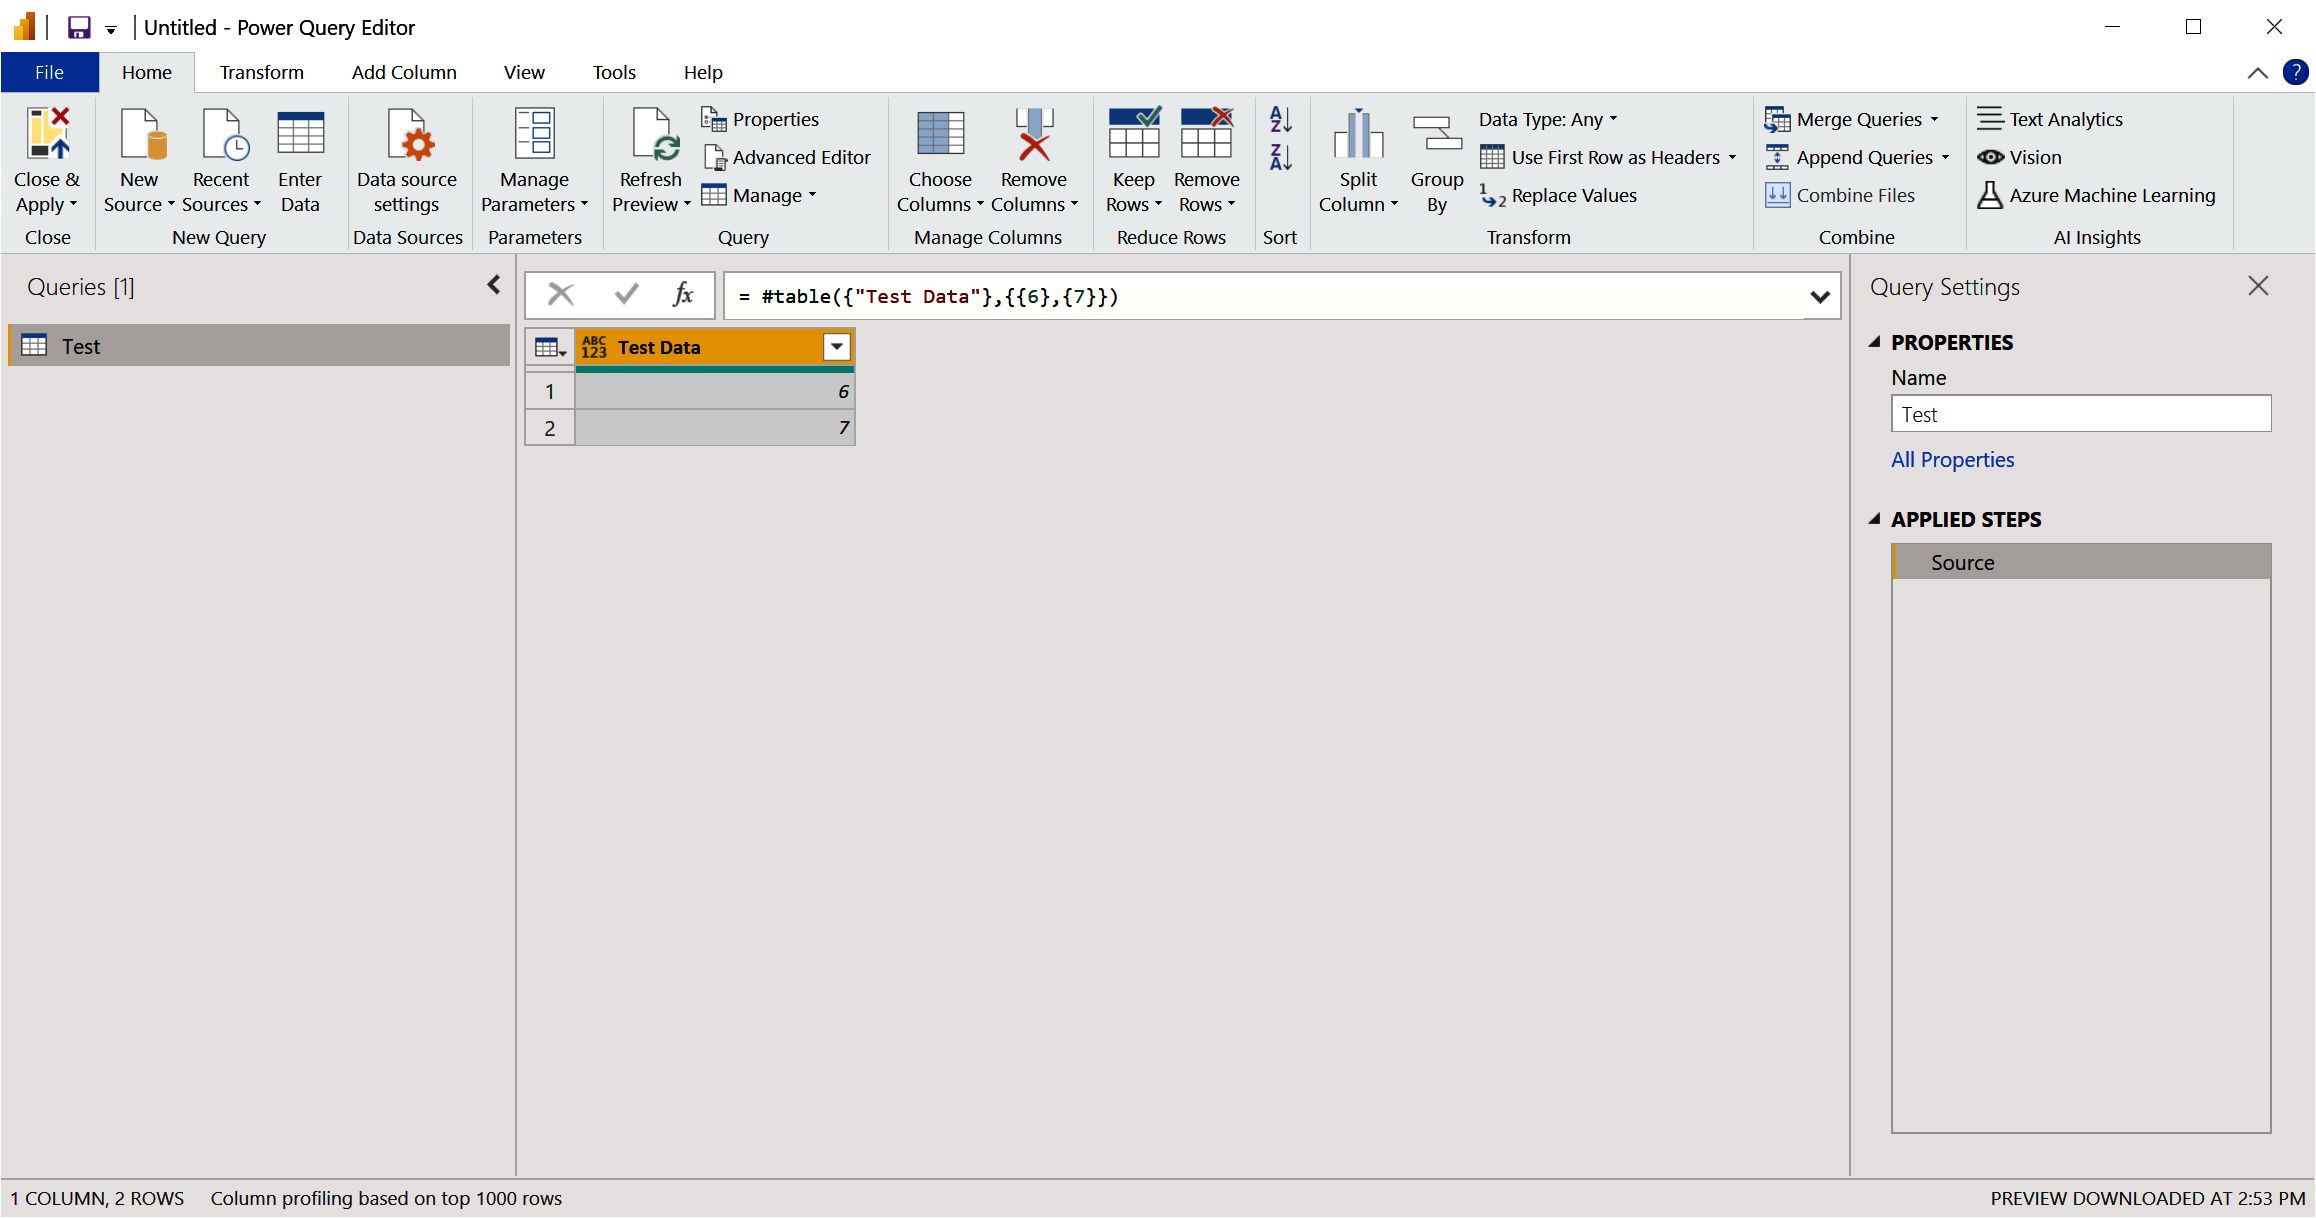 Untitled - Power Query Editor
File
Home
Transform
Add Column
View
Tools
Help
?
Close &
Apply
Close
New
Source
Recent
Sources
Enter
Data
New Query
Data source
settings
Data Sources
Manage
Parameters
Parameters
Refresh
Preview
Properties
Advanced Editor
Manage
Query
Choose
Columns
Remove
Columns
Manage Columns
Keep
Rows
Remove
Rows
Reduce Rows
A
Z
Z
A
Sort
Split
Column
Group
By
Data Type: Any
Use First Row as Headers
1
2
Replace Values
Transform
Merge Queries
Append Queries
Combine Files
Combine
Text Analytics
Vision
Azure Machine Learning
AI Insights
Queries [1]
Test
fx
= #table({"Test Data"},{{6},{7}})
ABC
123
Test Data
1
6
2
7
Query Settings
PROPERTIES
Name
Test
All Properties
APPLIED STEPS
Source
1 COLUMN, 2 ROWS
Column profiling based on top 1000 rows
PREVIEW DOWNLOADED AT 2:53 PM